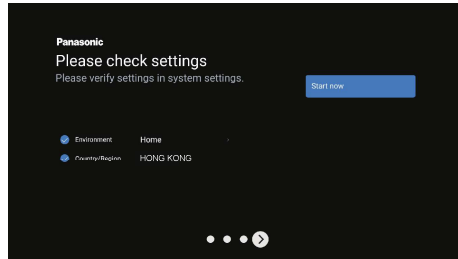 Panasonic
Please check settings
Please verify settings in system settings.
Start now
Environment Home
Country/Region HONG KONG